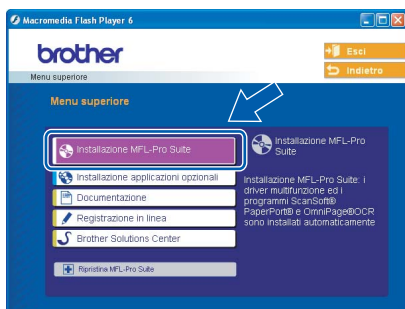 Macromedia Flash Player 6
brother
Esci
Indietro
Menu superiore
Menu superiore
Installazione MFL-Pro Suite
Installazione applicazioni opzionali
Documentazione
Registrazione in linea
Brother Solutions Center
Ripristina MFL-Pro Suite
Installazione MFL-Pro
Suite
Installazione MFL-Pro Suite: i
driver multifunzione ed i
programmi ScanSoft®
PaperPort® e OmniPage®OCR
sono installati automaticamente